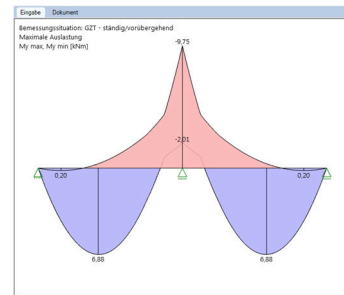 Eingabe Dokument
Bemessungssituation: GZT - ständig/vorübergehend
Maximale Auslastung
My max, My min [kNm]
-9,75
-2,01
0,20 0,20
6,88 6,88